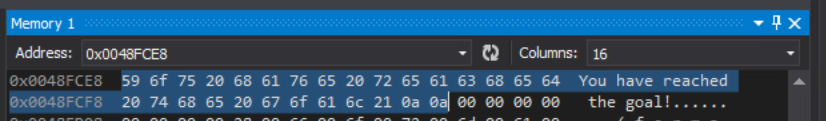 Memory 1
Address: 0x0048FCE8 Columns: 16
0x0048FCE8 59 6f 75 20 68 61 76 65 20 72 65 61 63 68 65 64 You have reached
0x0048FCF8 20 74 68 65 20 67 6f 61 6c 21 0a 0a 00 00 00 00 the goal!......